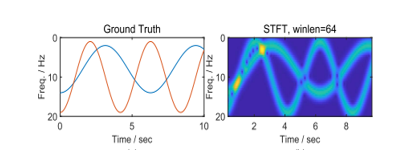 Ground Truth
STFT, winlen=64
Freq. / Hz
0
10
20
0
5
10
Time / sec
Freq. / Hz
0
10
20
2
4
6
8
Time / sec